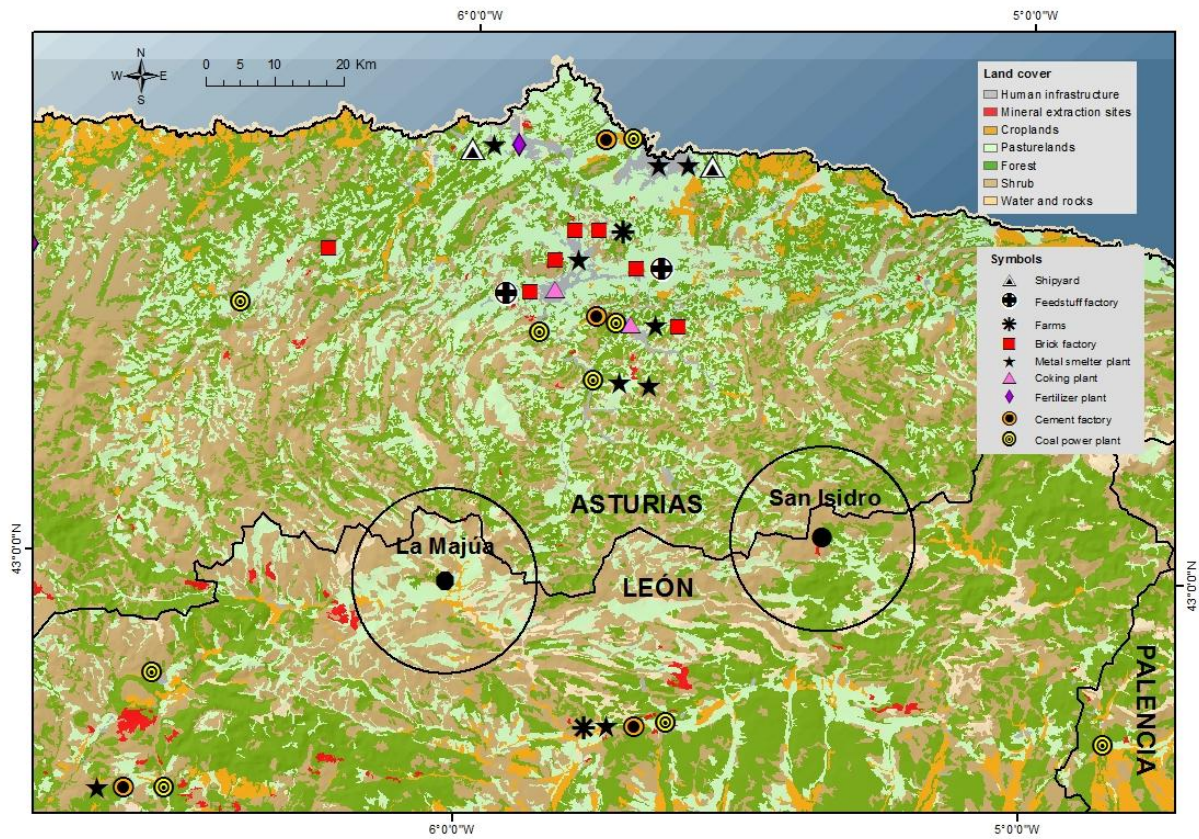 6°0'0"W
5°0'0"W
N
W
E
S
0 5 10 20 Km
Land cover
Human infrastructure
Mineral extraction sites
Croplands
Pasturelands
Forest
Shrub
Water and rocks
Symbols
Shipyard
Feedstuff factory
Farms
Brick factory
Metal smelter plant
Coking plant
Fertilizer plant
Cement factory
Coal power plant
ASTURIAS
San Isidro
La Majúa
LEÓN
PALENCIA
43°0'0"N
43°0'0"N
6°0'0"W
5°0'0"W